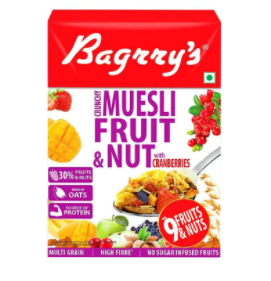 Bagrry's
CRUNCHY
MUESLI
FRUIT
& NUT with
CRANBERRIES
30% FRUITS
& NUTS
OATS
SOURCE OF
PROTEIN
9 FRUITS
& NUTS
MULTI GRAIN
HIGH FIBRE
NO SUGAR INFUSED FRUITS